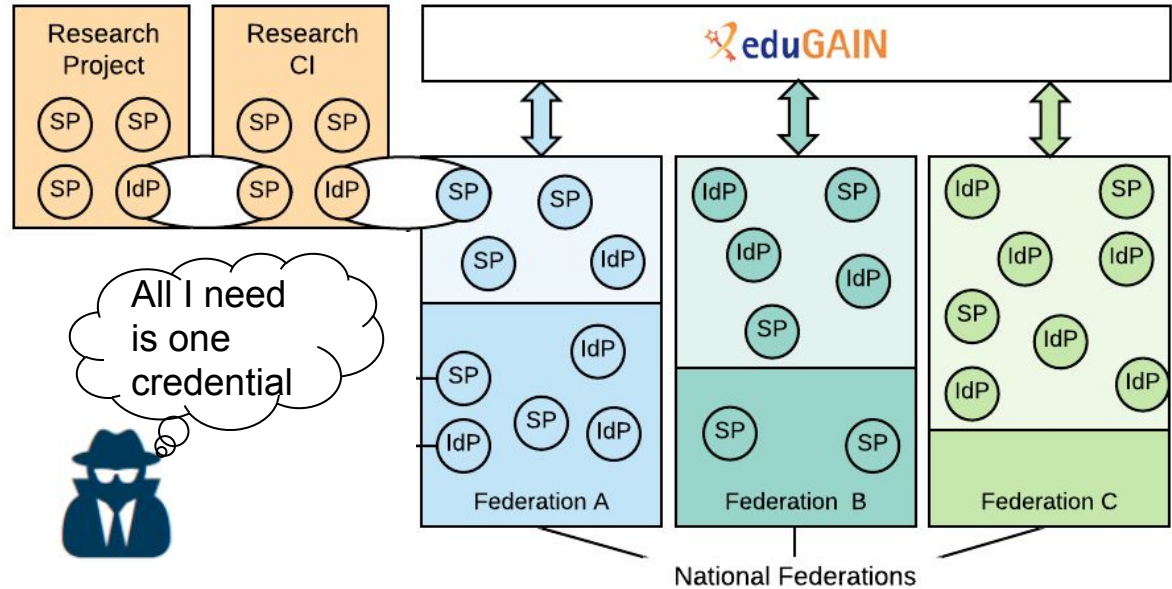 Research
Project
SP SP
SP IdP
Research
CI
SP SP
SP IdP
eduGAIN
SP
SP
SP
IdP
IdP
SP
SP
IdP
IdP
Federation A
IdP
SP
IdP
IdP
SP
SP
SP
Federation B
IdP
SP
IdP
IdP
SP
IdP
IdP
IdP
Federation C
All I need
is one
credential
National Federations